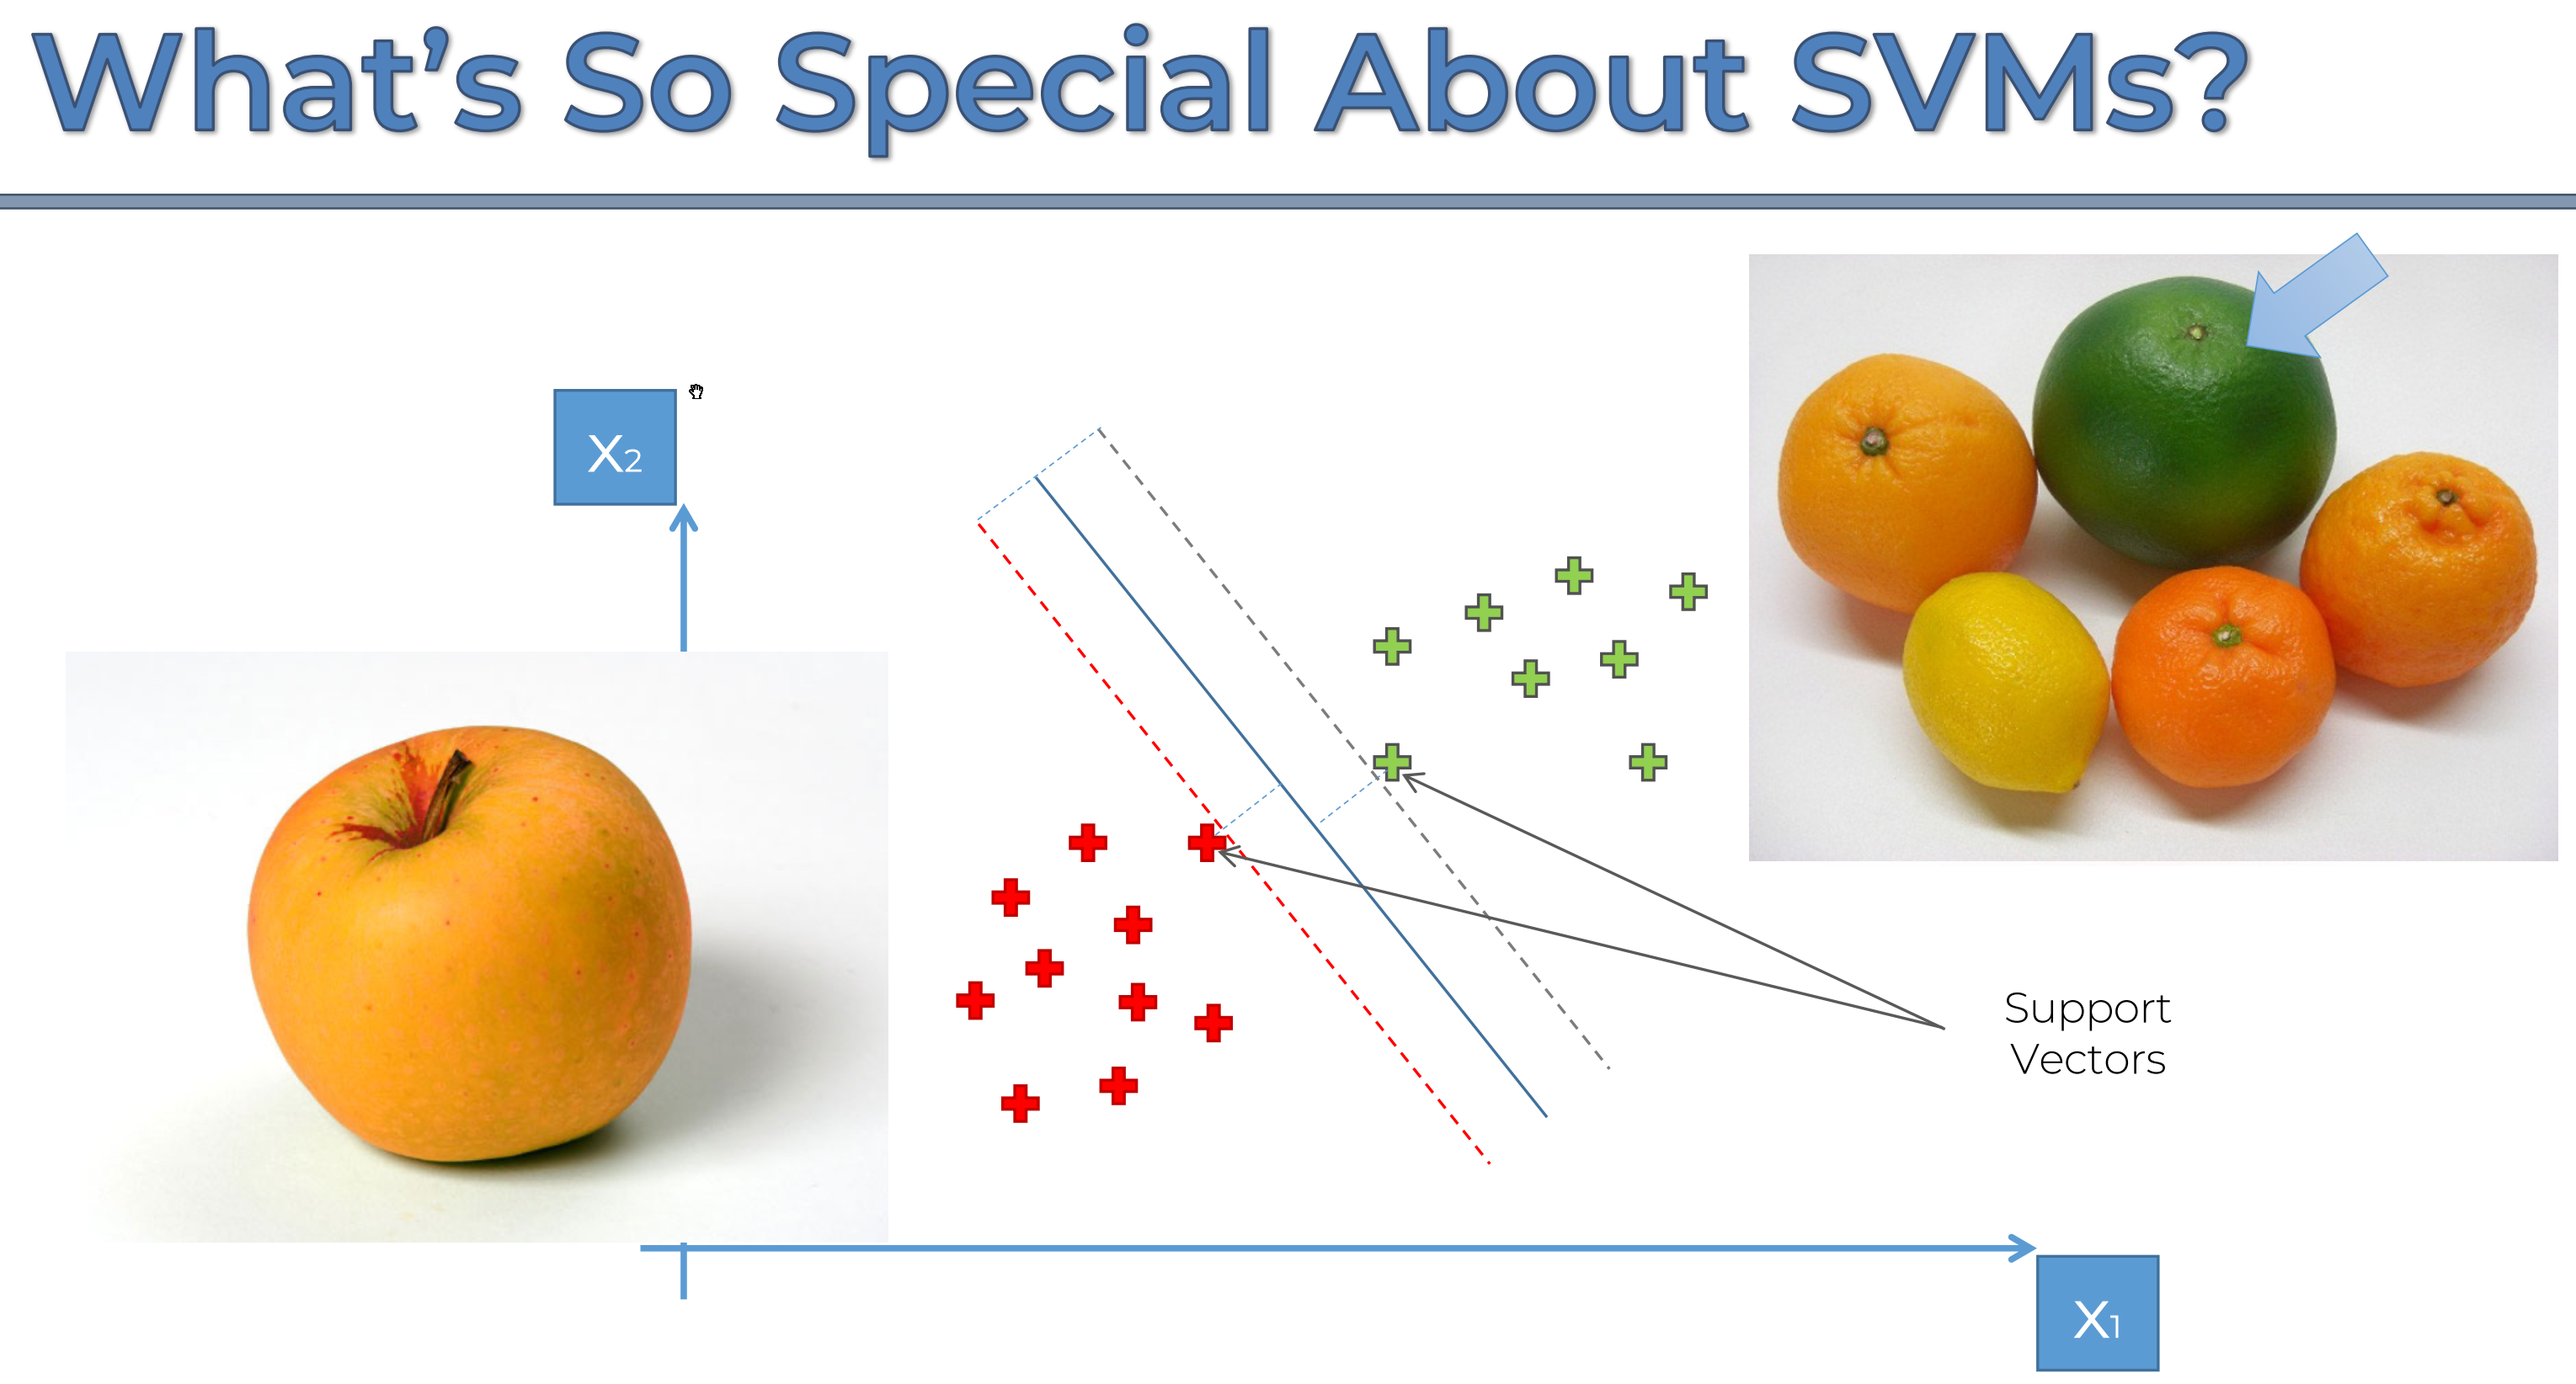 What’s So Special About SVMs?
X2
Support
Vectors
X1